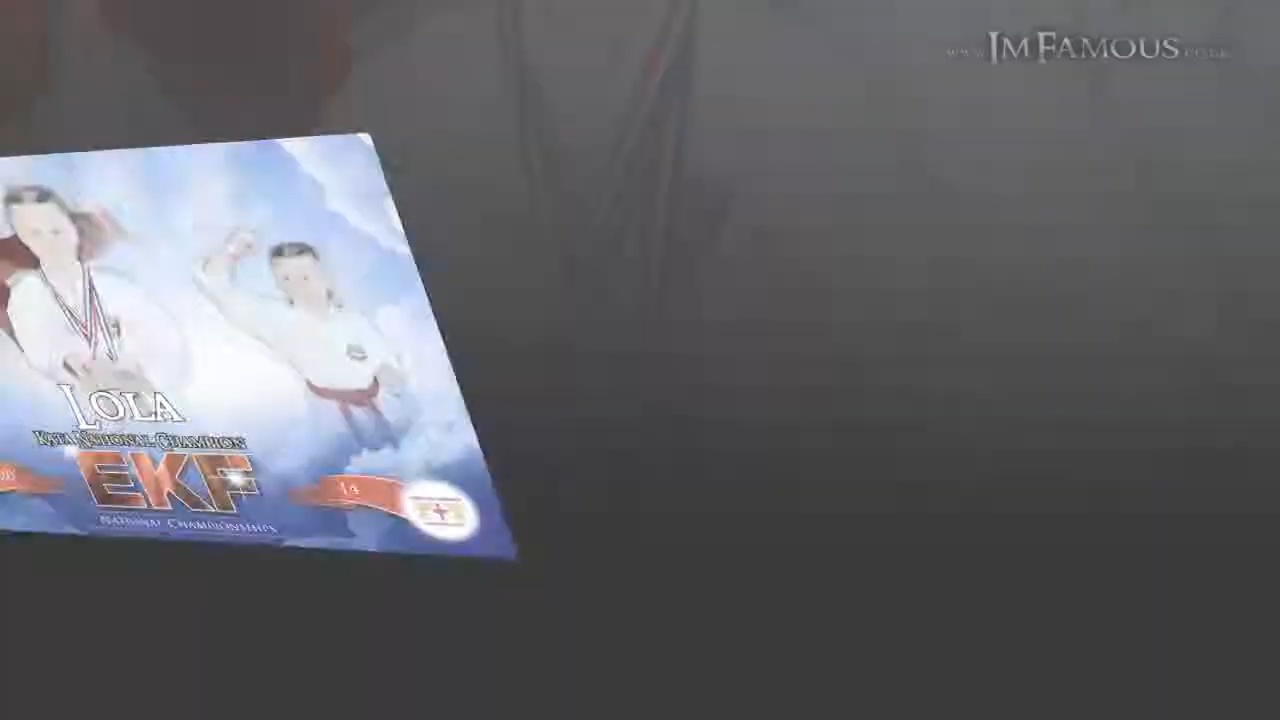 www.IMFAMOUS.co.uk
LOLA
KATA NATIONAL CHAMPION
EKF
14
NATIONAL CHAMPIONSHIPS